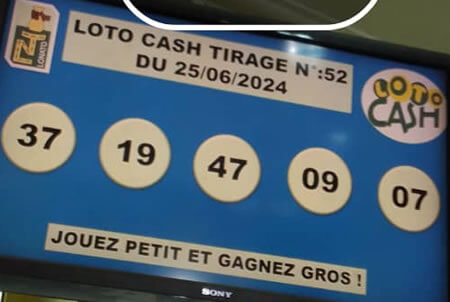 LOTO CASH TIRAGE N°:52
DU 25/06/2024
LOTO
CASH
37 19 47 09 07
JOUEZ PETIT ET GAGNEZ GROS !
SONY